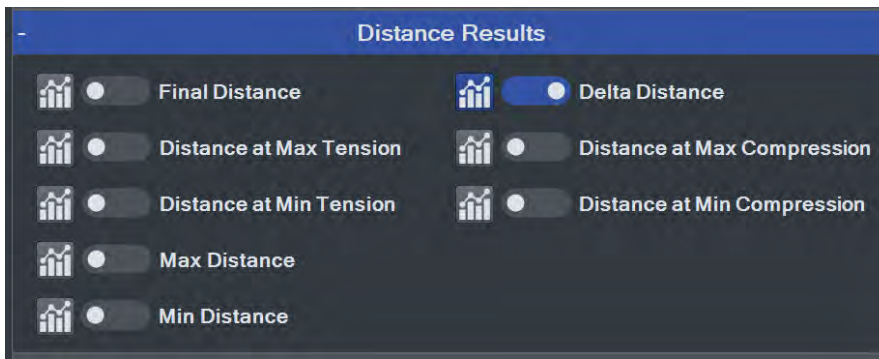 - Distance Results
Final Distance Delta Distance
Distance at Max Tension Distance at Max Compression
Distance at Min Tension Distance at Min Compression
Max Distance
Min Distance